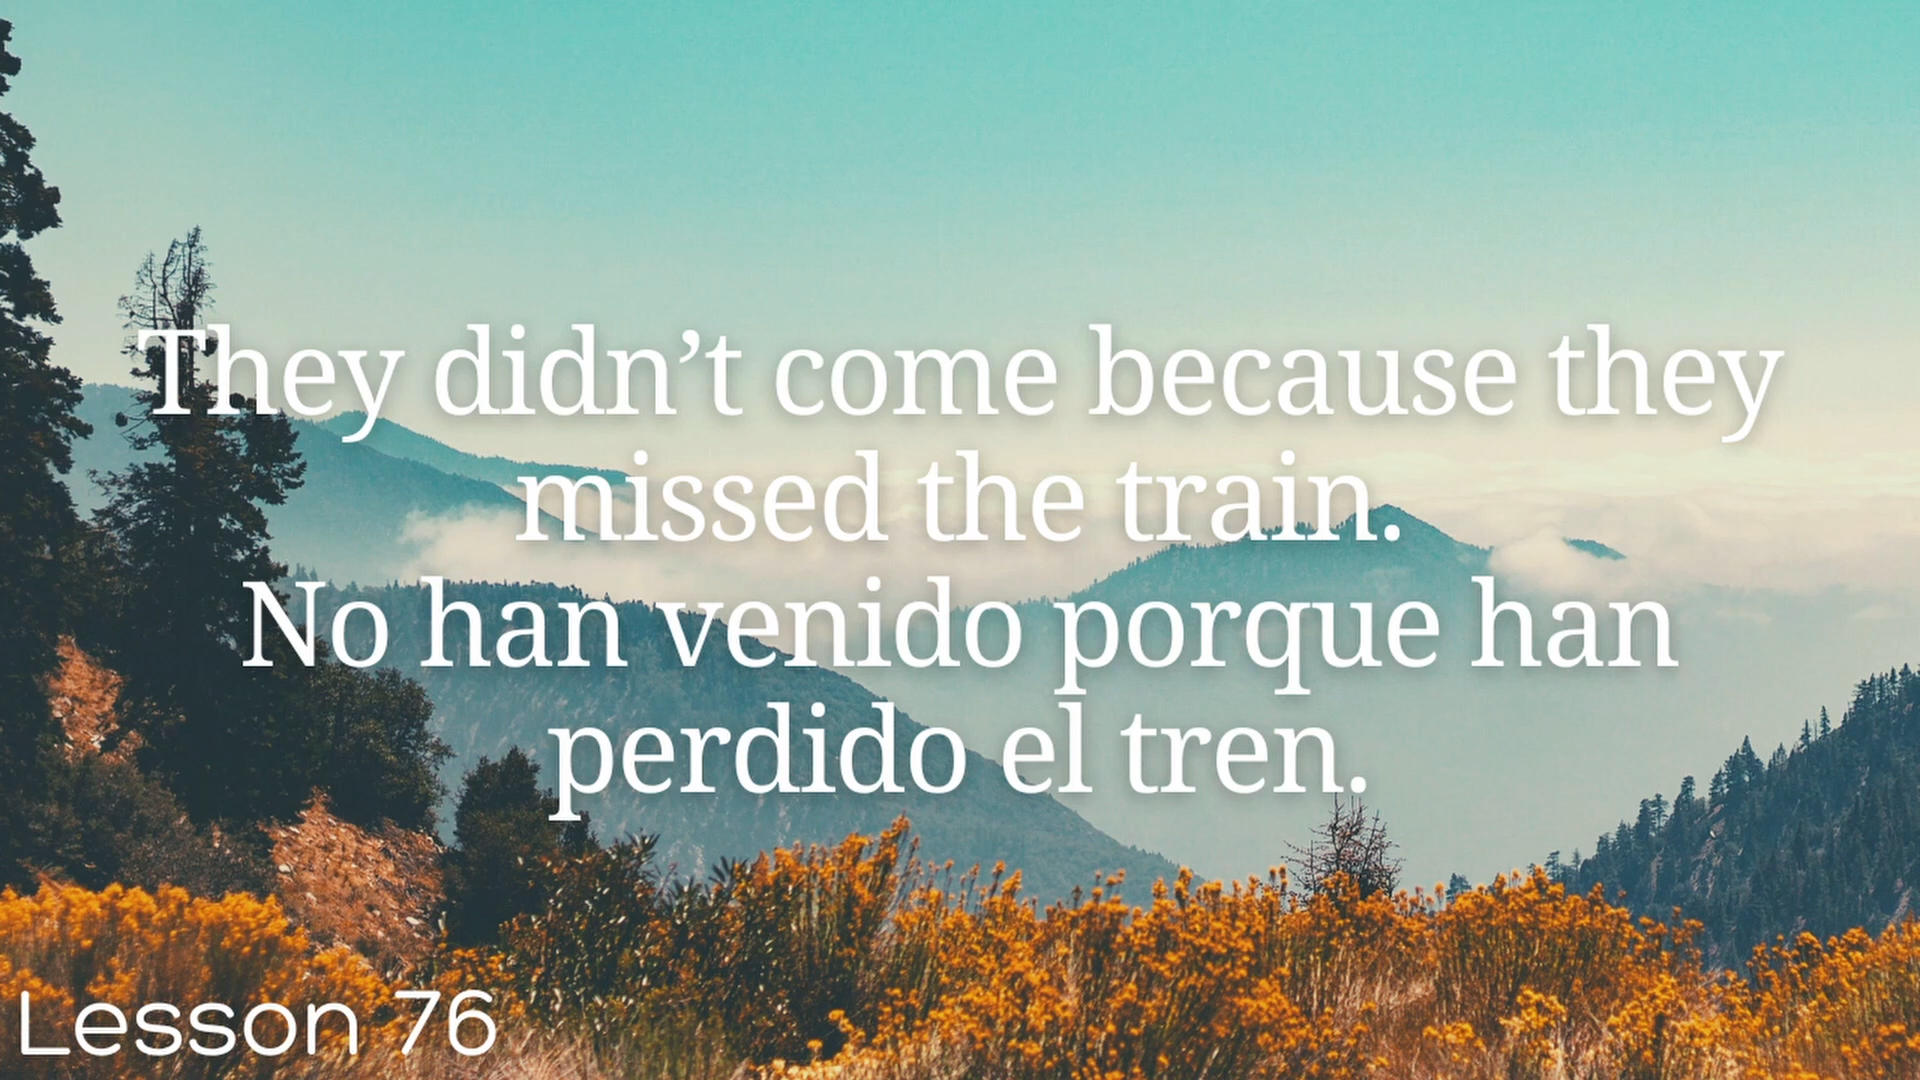 They didn’t come because they
missed the train.
No han venido porque han
perdido el tren.
Lesson 76